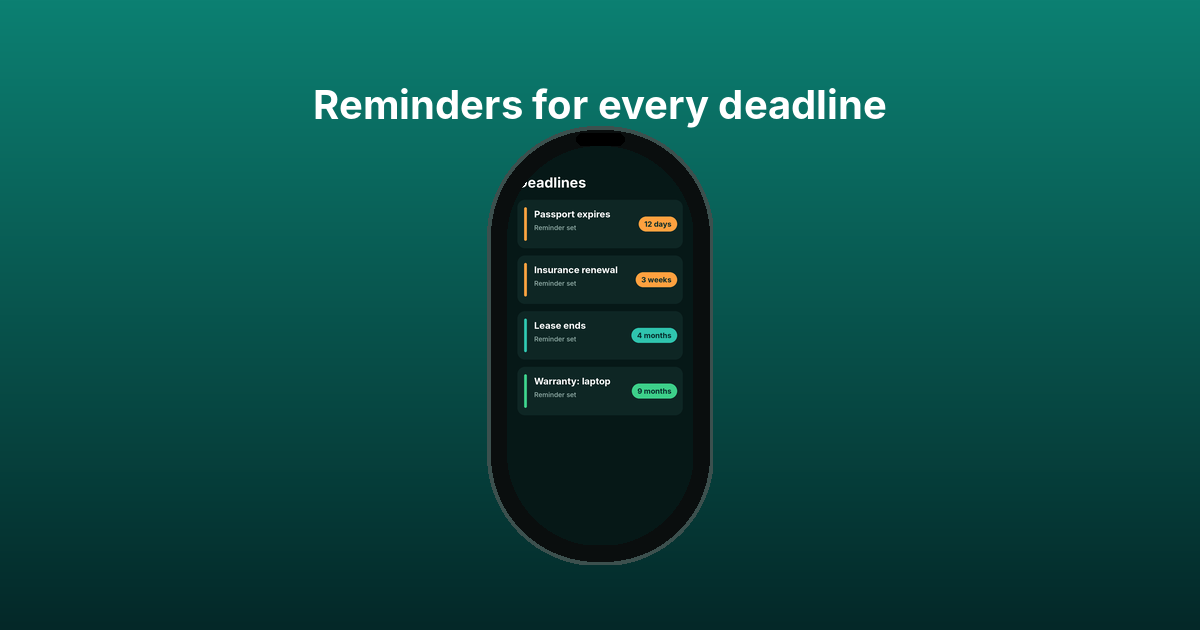 Reminders for every deadline
Deadlines
Passport expires
Reminder set
12 days
Insurance renewal
Reminder set
3 weeks
Lease ends
Reminder set
4 months
Warranty: laptop
Reminder set
9 months